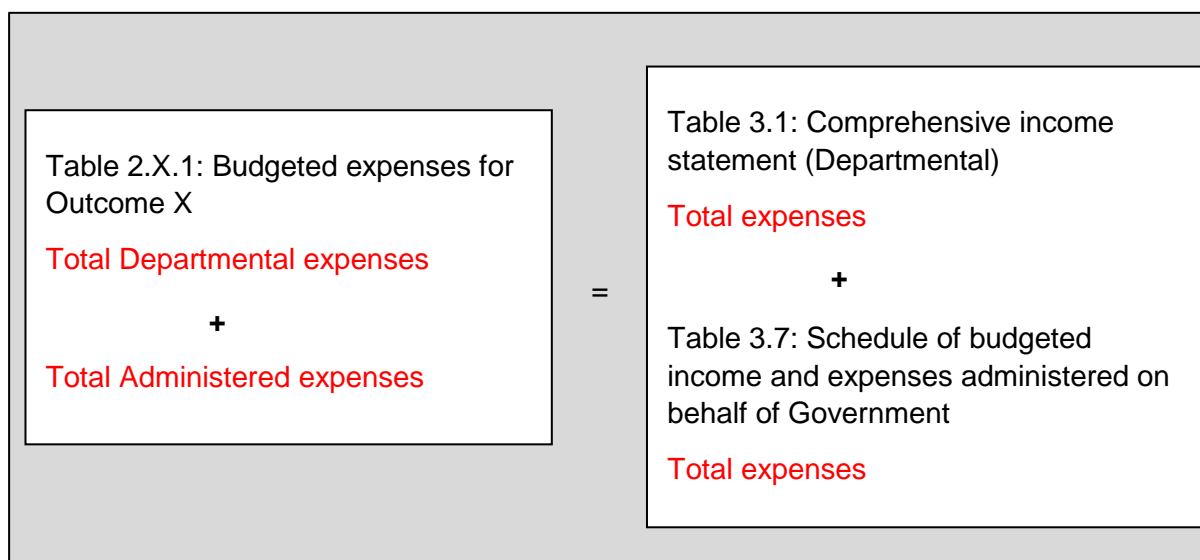 Table 2.X.1: Budgeted expenses for
Outcome X
Total Departmental expenses
+
Total Administered expenses
=
Table 3.1: Comprehensive income
statement (Departmental)
Total expenses
+
Table 3.7: Schedule of budgeted
income and expenses administered on
behalf of Government
Total expenses